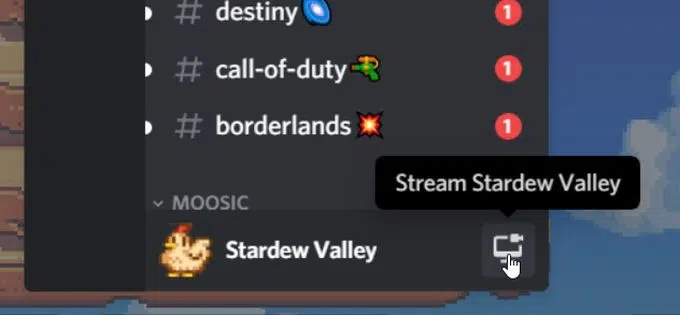 # destiny 🌀 1
# call-of-duty 🔫 1
# borderlands 💥 1
Stream Stardew Valley
MOOSIC
Stardew Valley